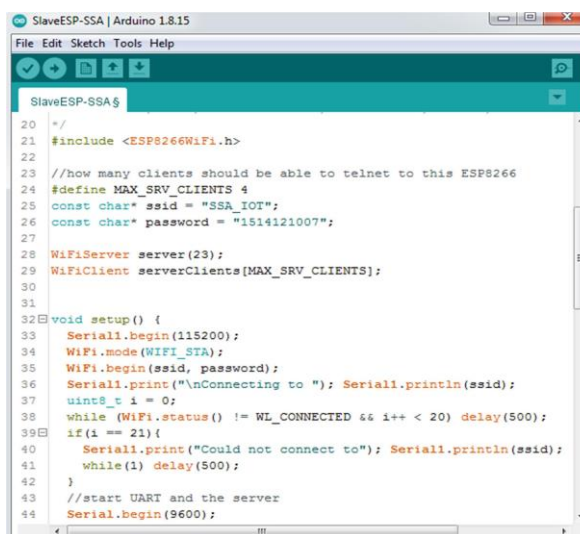 SlaveESP-SSA | Arduino 1.8.15
File Edit Sketch Tools Help
SlaveESP-SSA §
20 */
21 #include <ESP8266WiFi.h>
22
23 //how many clients should be able to telnet to this ESP8266
24 #define MAX_SRV_CLIENTS 4
25 const char* ssid = "SSA_IOT";
26 const char* password = "1514121007";
27
28 WiFiServer server(23);
29 WiFiClient serverClients[MAX_SRV_CLIENTS];
30
31
32 void setup() {
33 Serial1.begin(115200);
34 WiFi.mode(WIFI_STA);
35 WiFi.begin(ssid, password);
36 Serial1.print("\nConnecting to "); Serial1.println(ssid);
37 uint8_t i = 0;
38 while (WiFi.status() != WL_CONNECTED && i++ < 20) delay(500);
39 if(i == 21){
40 Serial1.print("Could not connect to"); Serial1.println(ssid);
41 while(1) delay(500);
42 }
43 //start UART and the server
44 Serial.begin(9600);